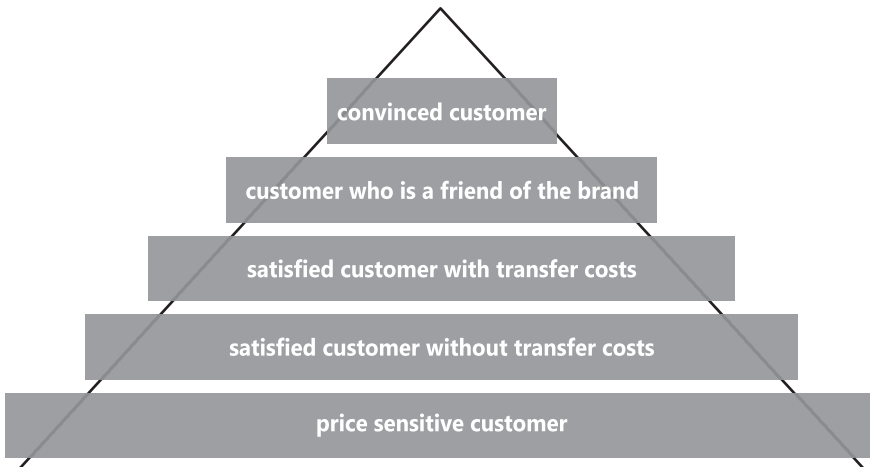 convinced customer
customer who is a friend of the brand
satisfied customer with transfer costs
satisfied customer without transfer costs
price sensitive customer